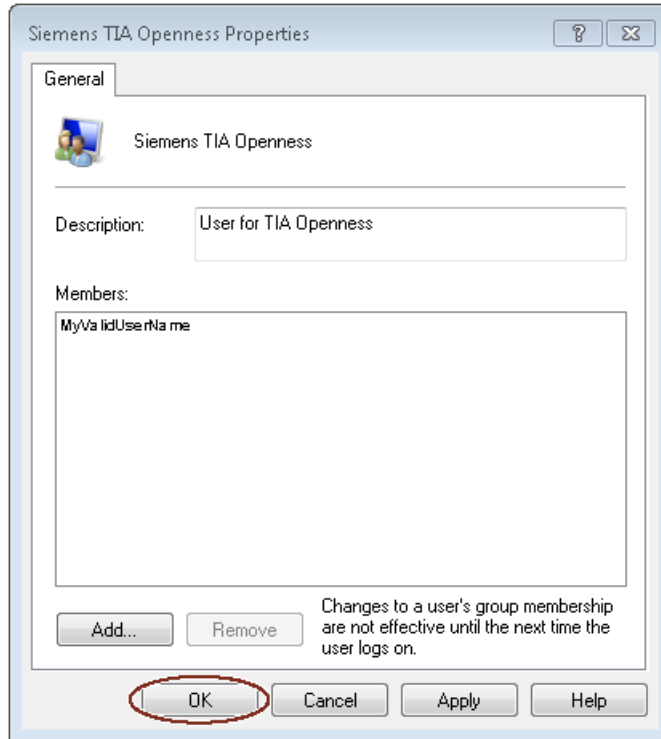 Siemens TIA Openness Properties
General
Siemens TIA Openness
Description:
User for TIA Openness
Members:
MyValidUserName
Add...
Remove
Changes to a user's group membership
are not effective until the next time the
user logs on.
OK
Cancel
Apply
Help